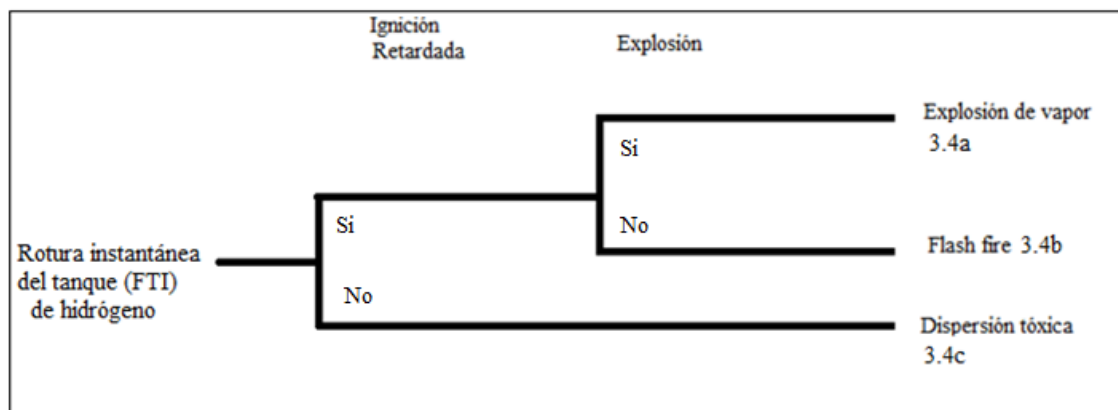 Ignición
Retardada
Explosión
Explosión de vapor
3.4a
Si
No
Flash fire 3.4b
Si
Rotura instantánea
del tanque (FTI)
de hidrógeno
No
Dispersión tóxica
3.4c